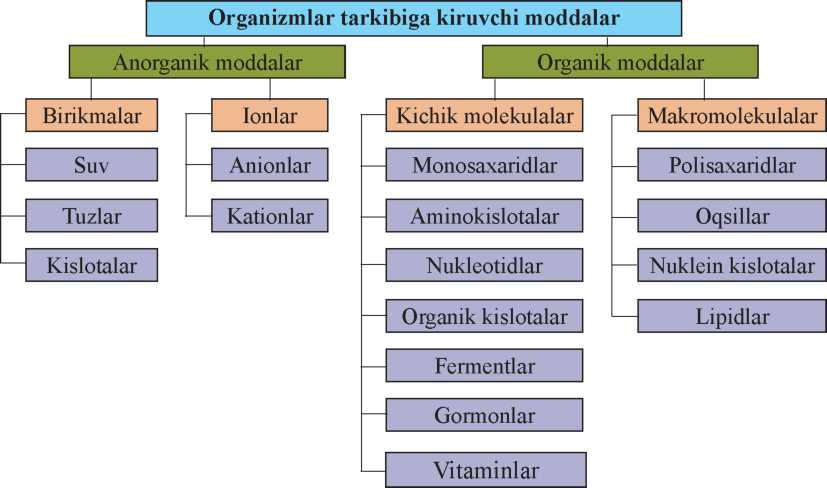 Organizmlar tarkibiga kiruvchi moddalar
Anorganik moddalar
Organik moddalar
Birikmalar
Ionlar
Kichik molekulalar
Makromolekulalar
Suv
Anionlar
Monosaxaridlar
Polisaxaridlar
Tuzlar
Kationlar
Aminokislotalar
Oqsillar
Kislotalar
Nukleotidlar
Nuklein kislotalar
Organik kislotalar
Lipidlar
Fermentlar
Gormonlar
Vitaminlar